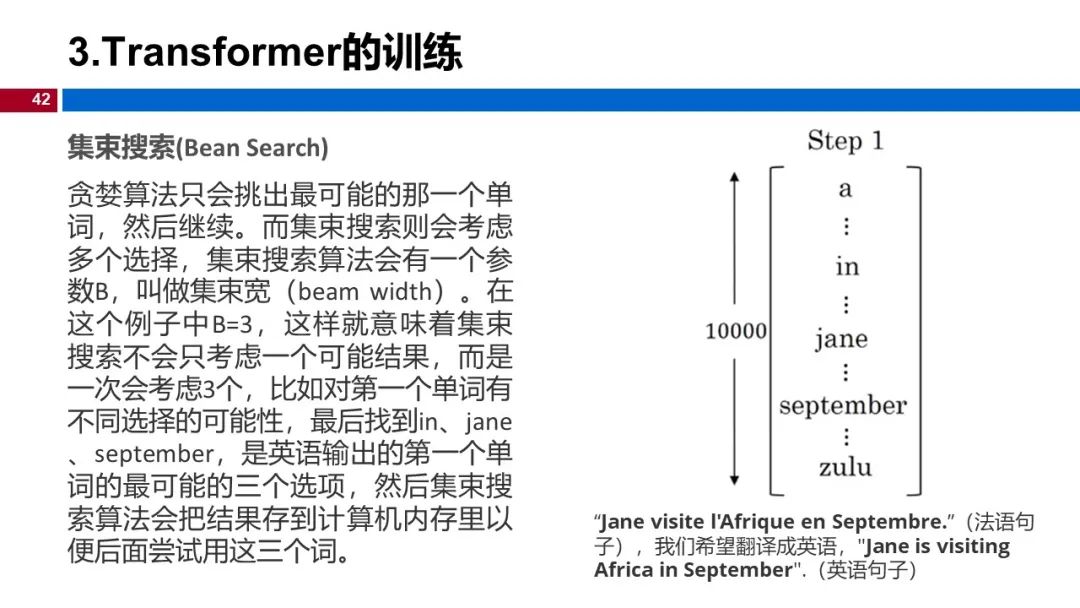 3.Transformer的训练
42
集束搜索(Bean Search)
贪婪算法只会挑出最可能的那一个单
词，然后继续。而集束搜索则会考虑
多个选择，集束搜索算法会有一个参
数B，叫做集束宽（beam width）。在
这个例子中B=3，这样就意味着集束
搜索不会只考虑一个可能结果，而是
一次会考虑3个，比如对第一个单词有
不同选择的可能性，最后找到in、jane
、september，是英语输出的第一个单
词的最可能的三个选项，然后集束搜
索算法会把结果存到计算机内存里以
便后面尝试用这三个词。
Step 1
a
⋮
in
⋮
10000
jane
⋮
september
⋮
zulu
“Jane visite l'Afrique en Septembre.”（法语句
子），我们希望翻译成英语，"Jane is visiting
Africa in September".（英语句子）